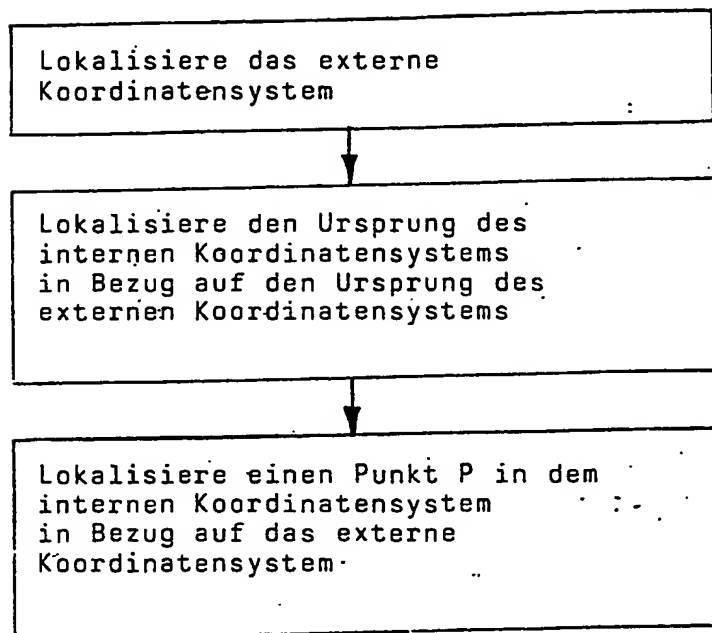 Lokalisiere das externe
Koordinatensystem
Lokalisiere den Ursprung des
internen Koordinatensystems
in Bezug auf den Ursprung des
externen Koordinatensystems
Lokalisiere einen Punkt P in dem
internen Koordinatensystem
in Bezug auf das externe
Koordinatensystem